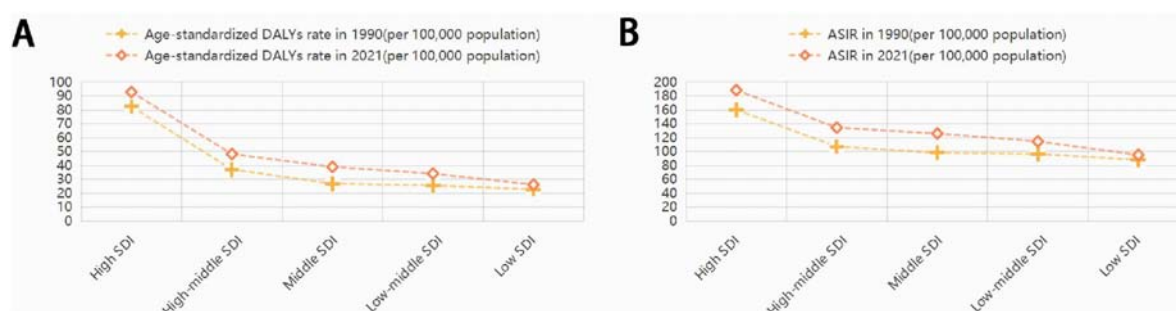 A
Age-standardized DALYs rate in 1990(per 100,000 population)
Age-standardized DALYs rate in 2021(per 100,000 population)
100
90
80
70
60
50
40
30
20
10
0
High SDI
High-middle SDI
Middle SDI
Low-middle SDI
Low SDI
B
ASIR in 1990(per 100,000 population)
ASIR in 2021(per 100,000 population)
200
180
160
140
120
100
80
60
40
20
0
High SDI
High-middle SDI
Middle SDI
Low-middle SDI
Low SDI